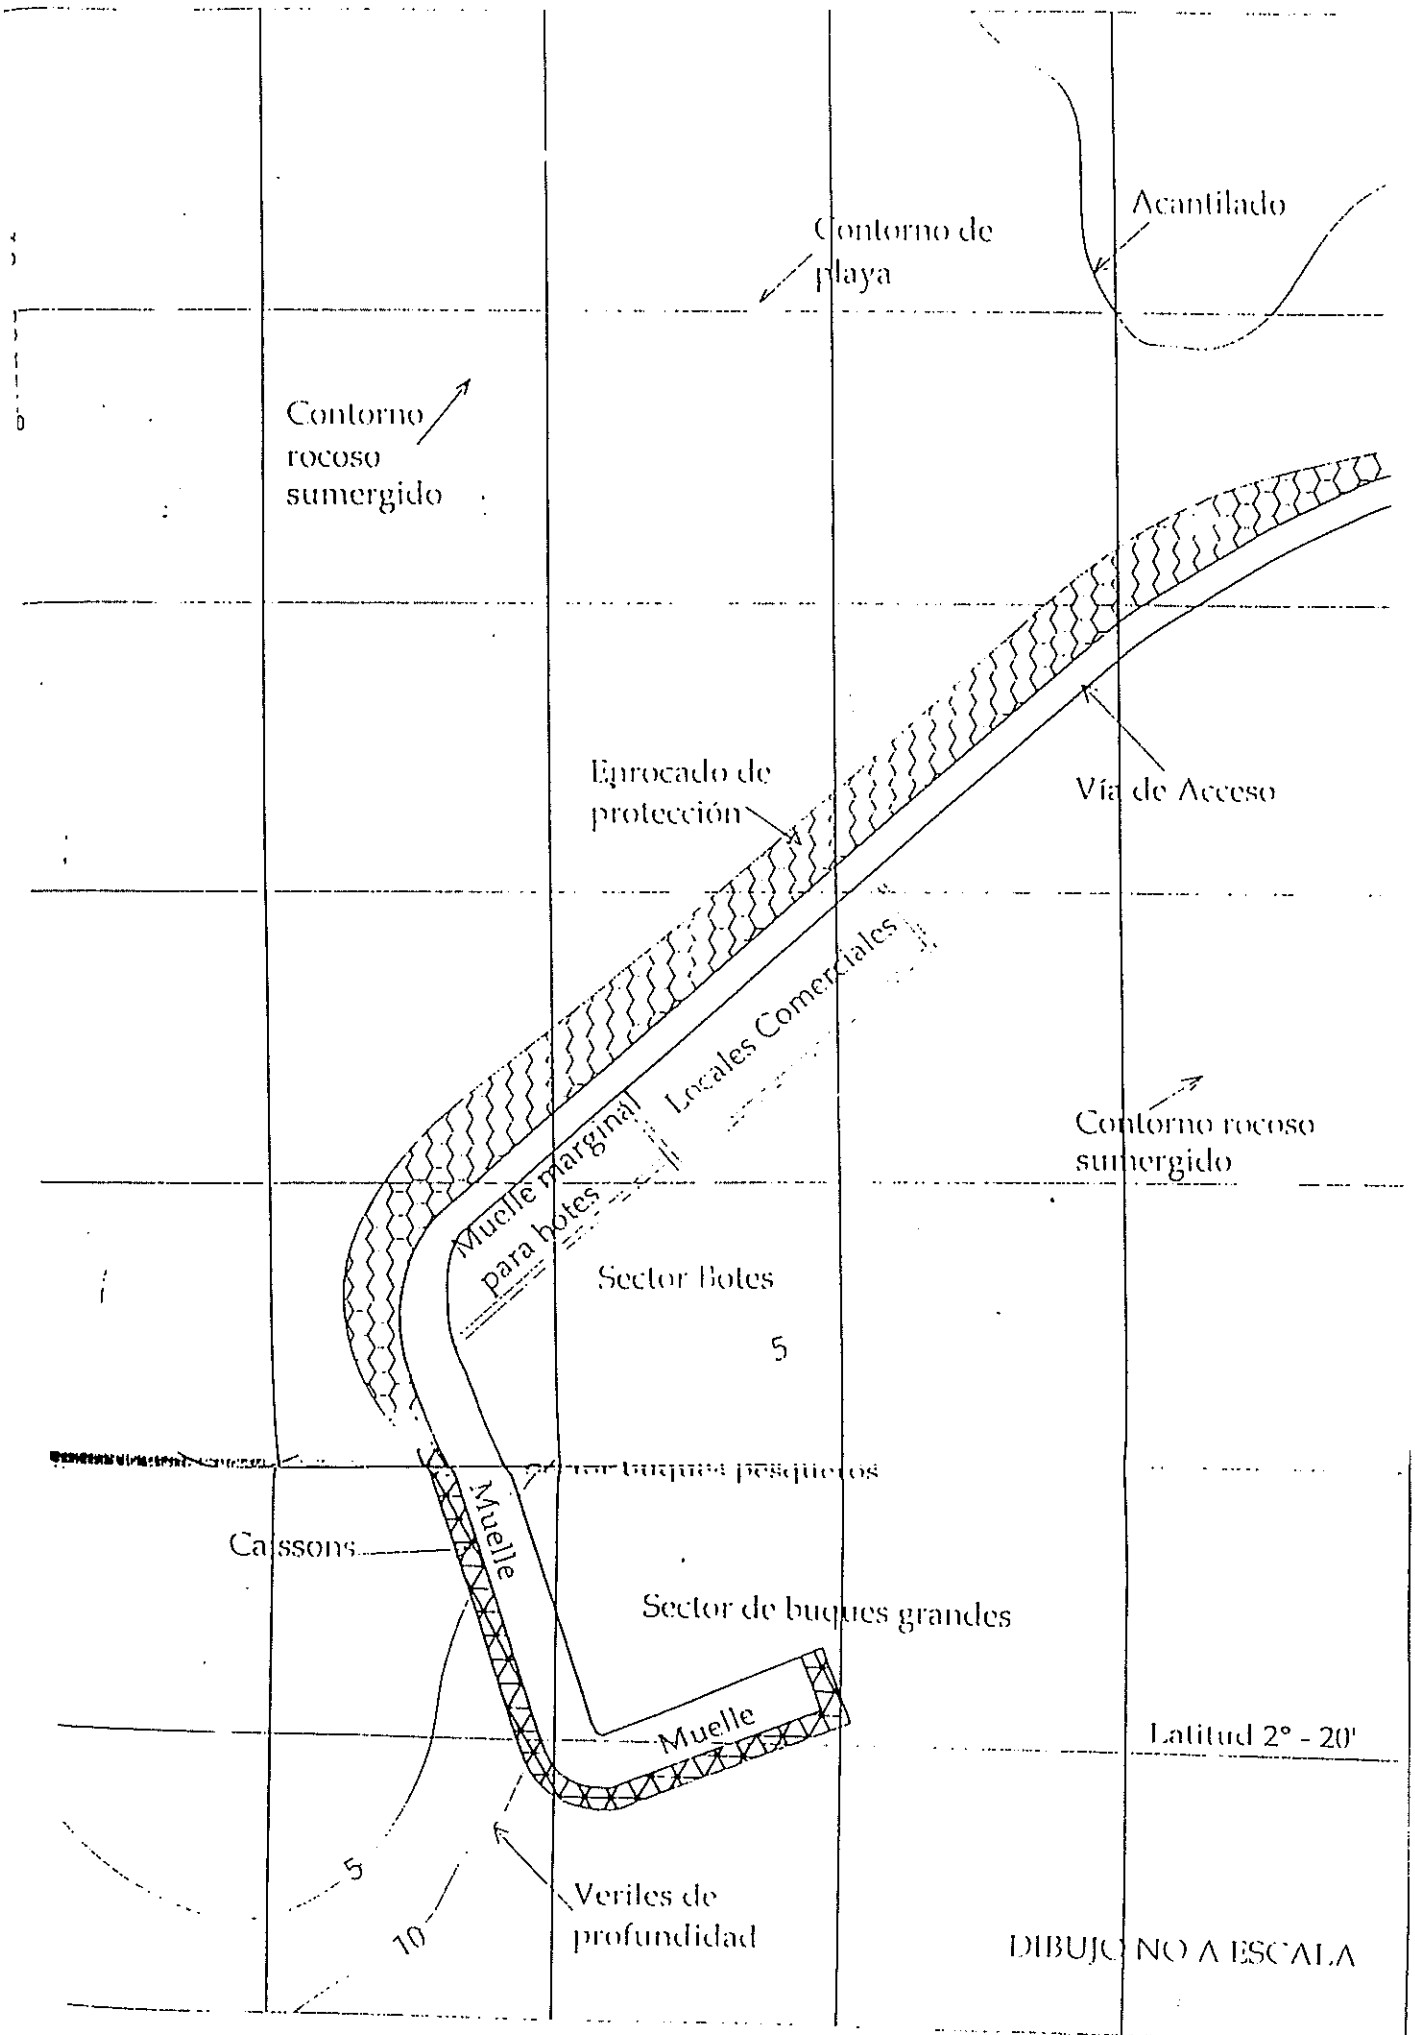 Acantilado
Contorno de
playa
Contorno
rocoso
sumergido
Enrocado de
protección
Vía de Acceso
Locales Comerciales
Contorno rocoso
sumergido
Muelle marginal
para botes
Sector Botes
5
buques pesqueros
Muelle
Caissons
Sector de buques grandes
Muelle
Latitud 2° - 20'
5
Veriles de
profundidad
10
DIBUJO NO A ESCALA